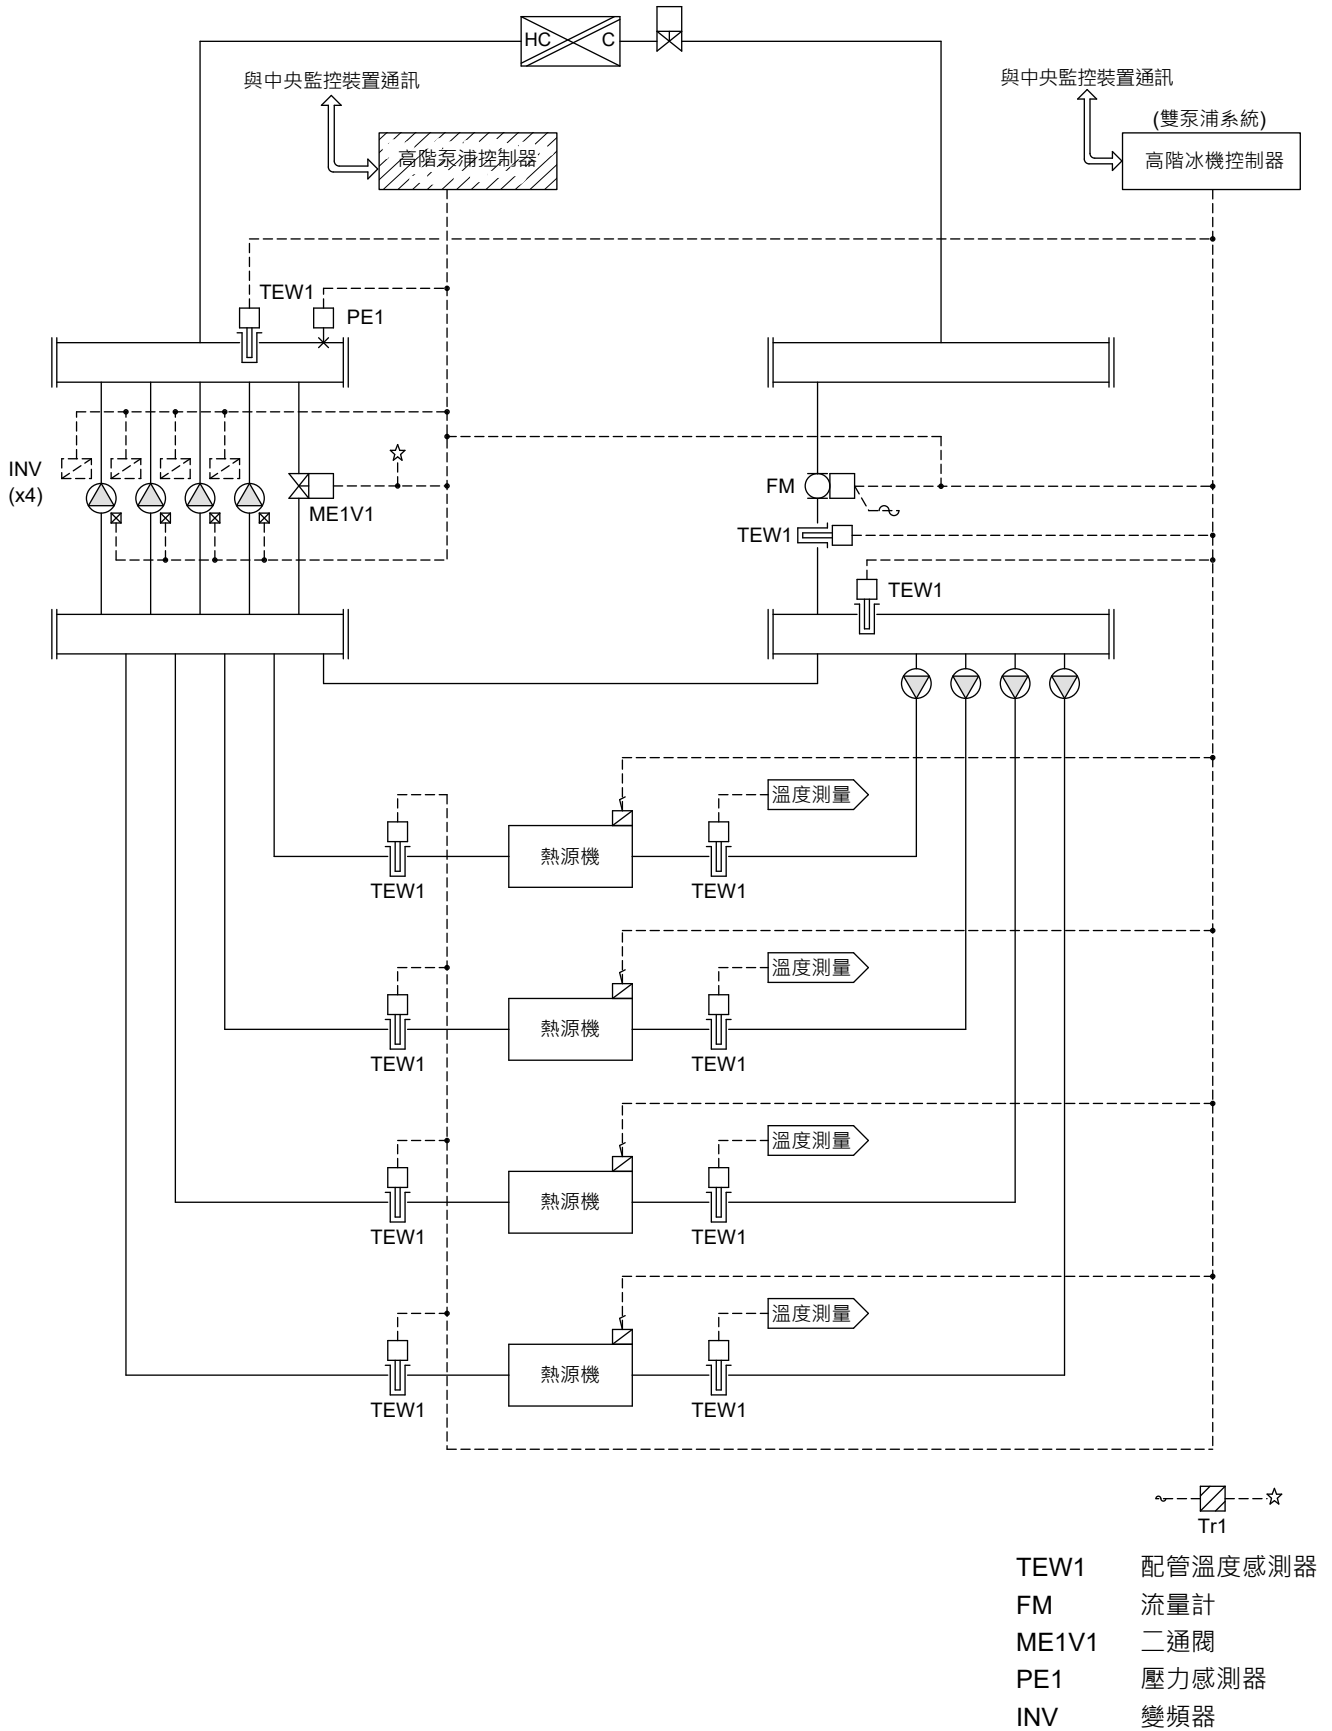 HC C
與中央監控裝置通訊
與中央監控裝置通訊
(雙泵浦系統)
高階泵浦控制器
高階冰機控制器
TEW1
PE1
INV
(x4)
ME1V1
FM
TEW1
TEW1
溫度測量
熱源機
TEW1
TEW1
溫度測量
熱源機
TEW1
TEW1
溫度測量
熱源機
TEW1
TEW1
溫度測量
熱源機
TEW1
TEW1
Tr1
TEW1 配管溫度感測器
FM 流量計
ME1V1 二通閥
PE1 壓力感測器
INV 變頻器